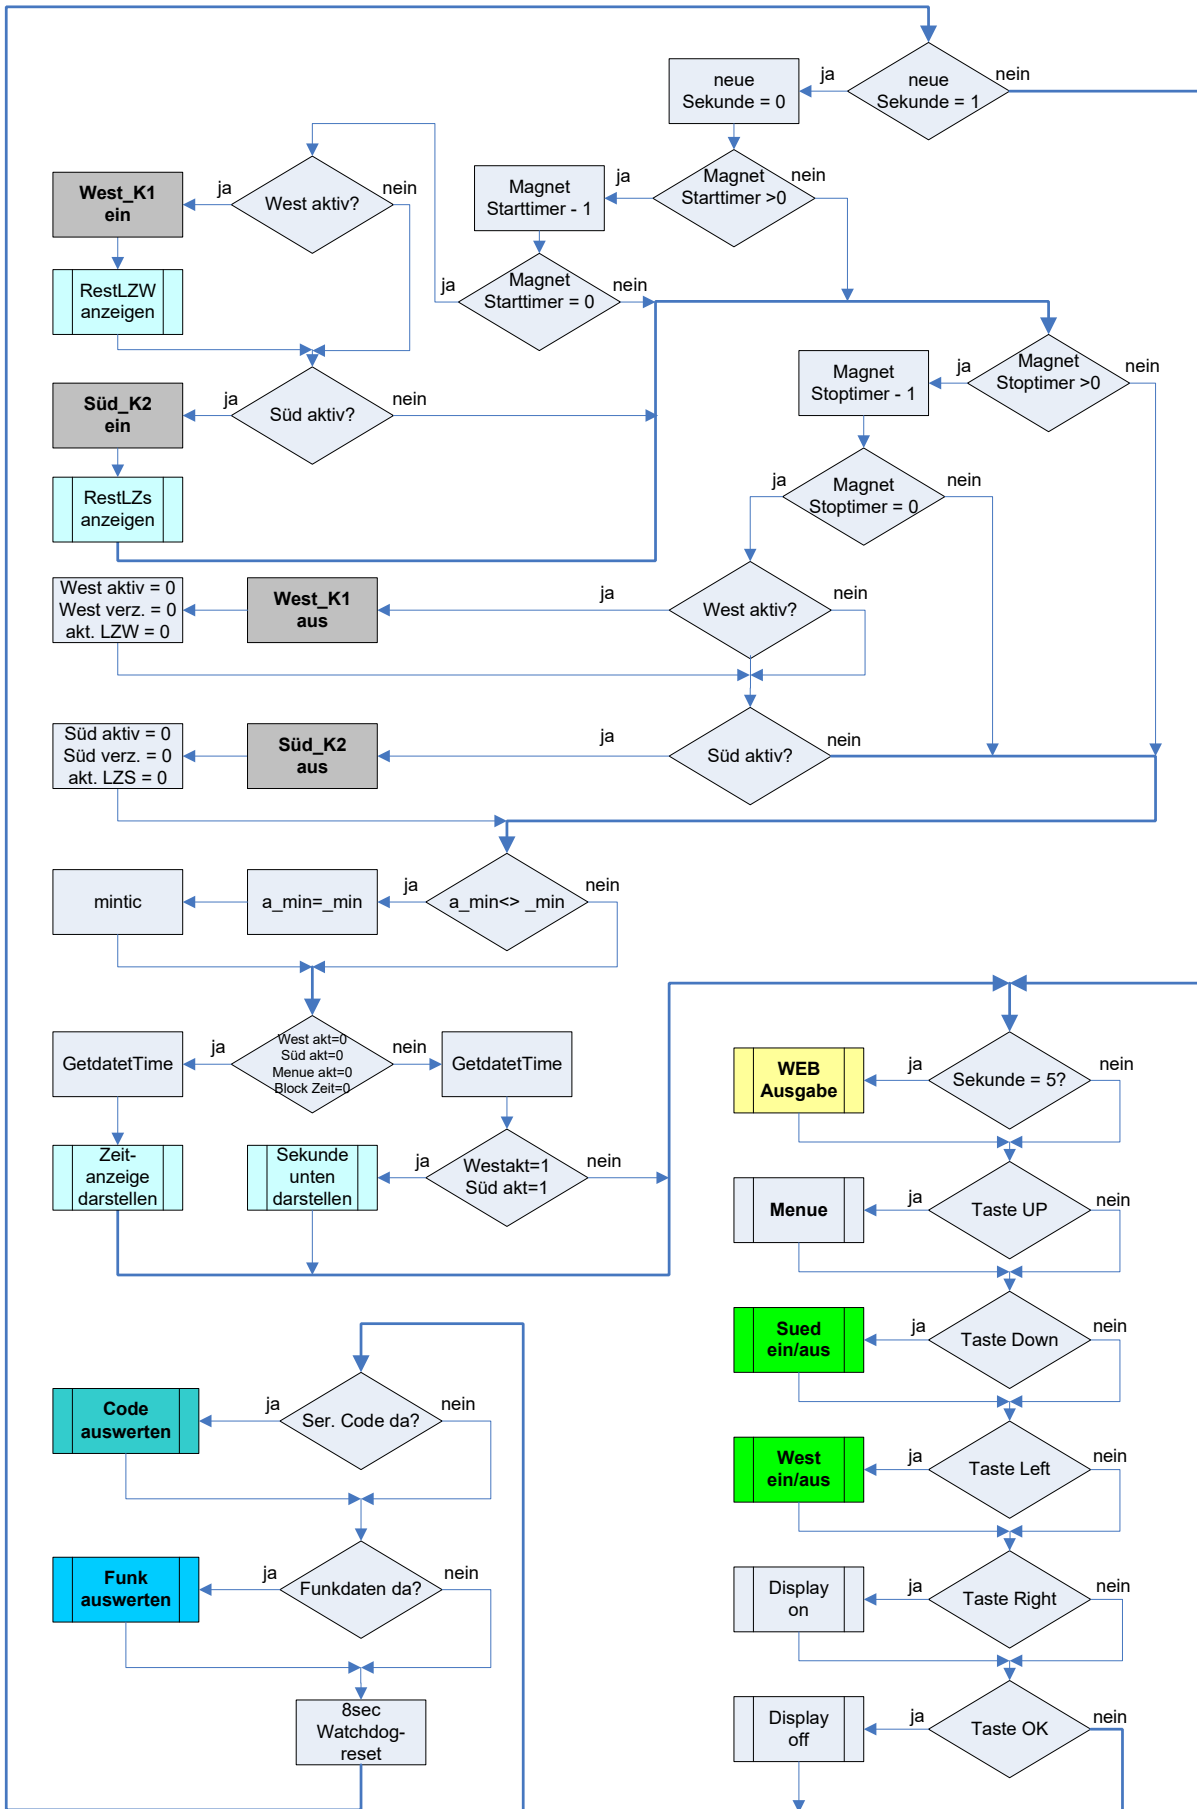 neue
Sekunde = 1
ja
nein
neue
Sekunde = 0
Magnet
Starttimer >0
ja
nein
Magnet
Starttimer - 1
Magnet
Starttimer = 0
ja
nein
West aktiv?
ja
nein
West_K1
ein
RestLZW
anzeigen
Süd aktiv?
ja
nein
Süd_K2
ein
RestLZs
anzeigen
Magnet
Stoptimer >0
ja
nein
Magnet
Stoptimer - 1
Magnet
Stoptimer = 0
ja
nein
West aktiv?
ja
nein
West_K1
aus
West aktiv = 0
West verz. = 0
akt. LZW = 0
Süd aktiv?
ja
nein
Süd_K2
aus
Süd aktiv = 0
Süd verz. = 0
akt. LZS = 0
a_min<> _min
ja
nein
a_min=_min
mintic
West akt=0
Süd akt=0
Menue akt=0
Block Zeit=0
ja
nein
GetdatetTime
GetdatetTime
Zeit-
anzeige
darstellen
Westakt=1
Süd akt=1
ja
nein
Sekunde
unten
darstellen
Sekunde = 5?
ja
nein
WEB
Ausgabe
Taste UP
ja
nein
Menue
Taste Down
ja
nein
Sued
ein/aus
Taste Left
ja
nein
West
ein/aus
Taste Right
ja
nein
Display
on
Taste OK
ja
nein
Display
off
Ser. Code da?
ja
nein
Code
auswerten
Funkdaten da?
ja
nein
Funk
auswerten
8sec
Watchdog-
reset